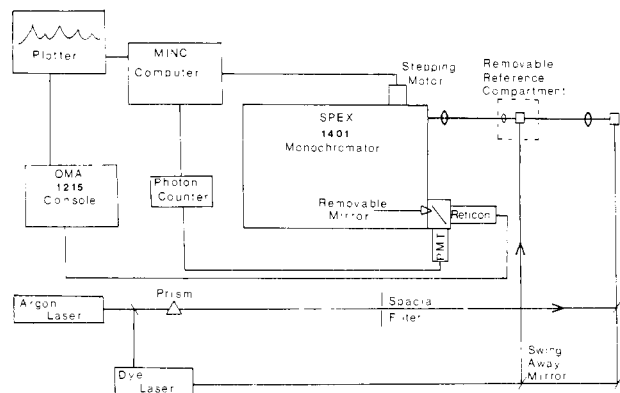 Plotter
MINC
Computer
Stepping
Motor
Removable
Reference
Compartment
SPEX
1401
Monochromator
OMA
1215
Console
Photon
Counter
Removable
Mirror
Reticon
PMT
Argon
Laser
Prism
Spacial
Filter
Dye
Laser
Swing
Away
Mirror